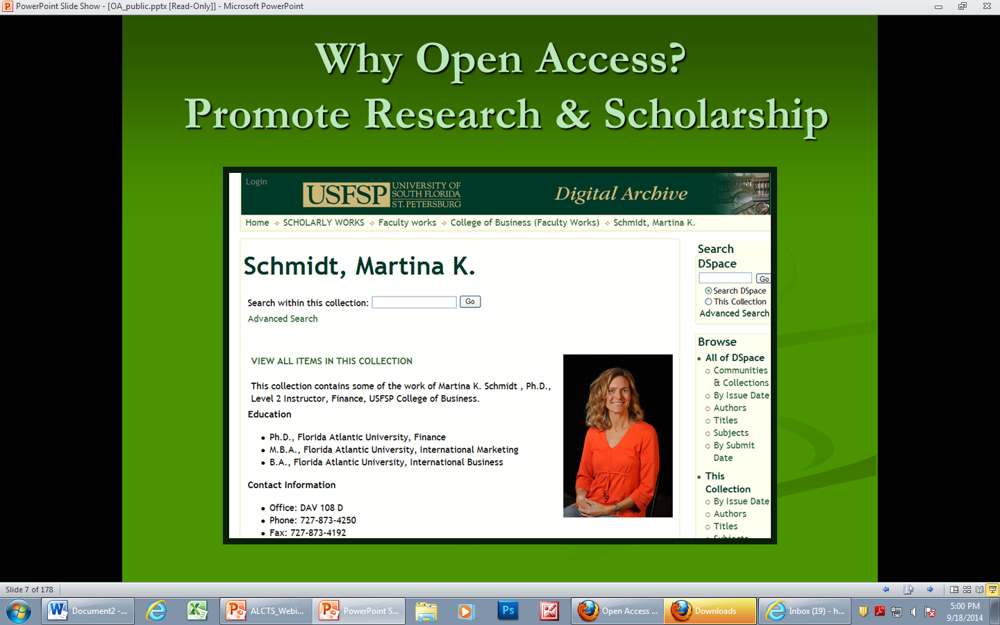 PowerPoint Slide Show - [OA_public.pptx [Read-Only]] - Microsoft PowerPoint
Why Open Access?
Promote Research & Scholarship
Login
USFSP
UNIVERSITY OF
SOUTH FLORIDA
ST. PETERSBURG
Digital Archive
Home SCHOLARLY WORKS Faculty works College of Business (Faculty Works) Schmidt, Martina K.
Schmidt, Martina K.
Search within this collection: Go
Advanced Search
VIEW ALL ITEMS IN THIS COLLECTION
This collection contains some of the work of Martina K. Schmidt , Ph.D.,
Level 2 Instructor, Finance, USFSP College of Business.
Education
• Ph.D., Florida Atlantic University, Finance
• M.B.A., Florida Atlantic University, International Marketing
• B.A., Florida Atlantic University, International Business
Contact Information
• Office: DAV 108 D
• Phone: 727-873-4250
• Fax: 727-873-4192
Search
DSpace
Go
Search DSpace
This Collection
Advanced Search
Browse
• All of DSpace
Communities
& Collections
By Issue Date
Authors
Titles
Subjects
By Submit
Date
• This
Collection
By Issue Date
Authors
Titles
Subjects
Slide 7 of 178
Document2 -...
ALCTS_Webi...
PowerPoint S...
Ps
Open Access ...
Downloads
Inbox (19) - h...
5:00 PM
9/18/2014